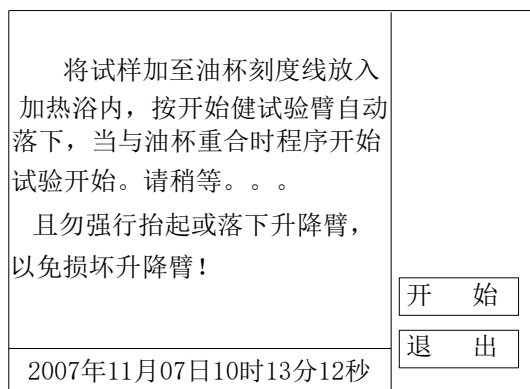 将试样加至油杯刻度线放入
加热浴内，按开始健试验臂自动
落下，当与油杯重合时程序开始
试验开始。请稍等。。。
且勿强行抬起或落下升降臂，
以免损坏升降臂！
开 始
退 出
2007年11月07日10时13分12秒